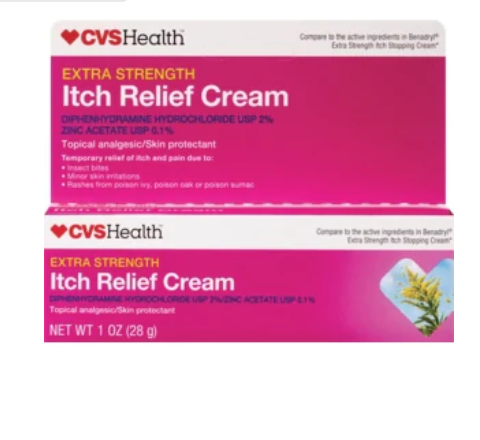 CVSHealth
Compare to the active ingredients in Benadryl®
Extra Strength Itch Stopping Cream*
EXTRA STRENGTH
Itch Relief Cream
DIPHENHYDRAMINE HYDROCHLORIDE USP 2%
ZINC ACETATE USP 0.1%
Topical analgesic/Skin protectant
Temporary relief of itch and pain due to:
• Insect bites
• Minor skin irritations
• Rashes from poison ivy, poison oak or poison sumac
CVSHealth
Compare to the active ingredients in Benadryl®
Extra Strength Itch Stopping Cream*
EXTRA STRENGTH
Itch Relief Cream
DIPHENHYDRAMINE HYDROCHLORIDE USP 2%/ZINC ACETATE USP 0.1%
Topical analgesic/Skin protectant
NET WT 1 OZ (28 g)